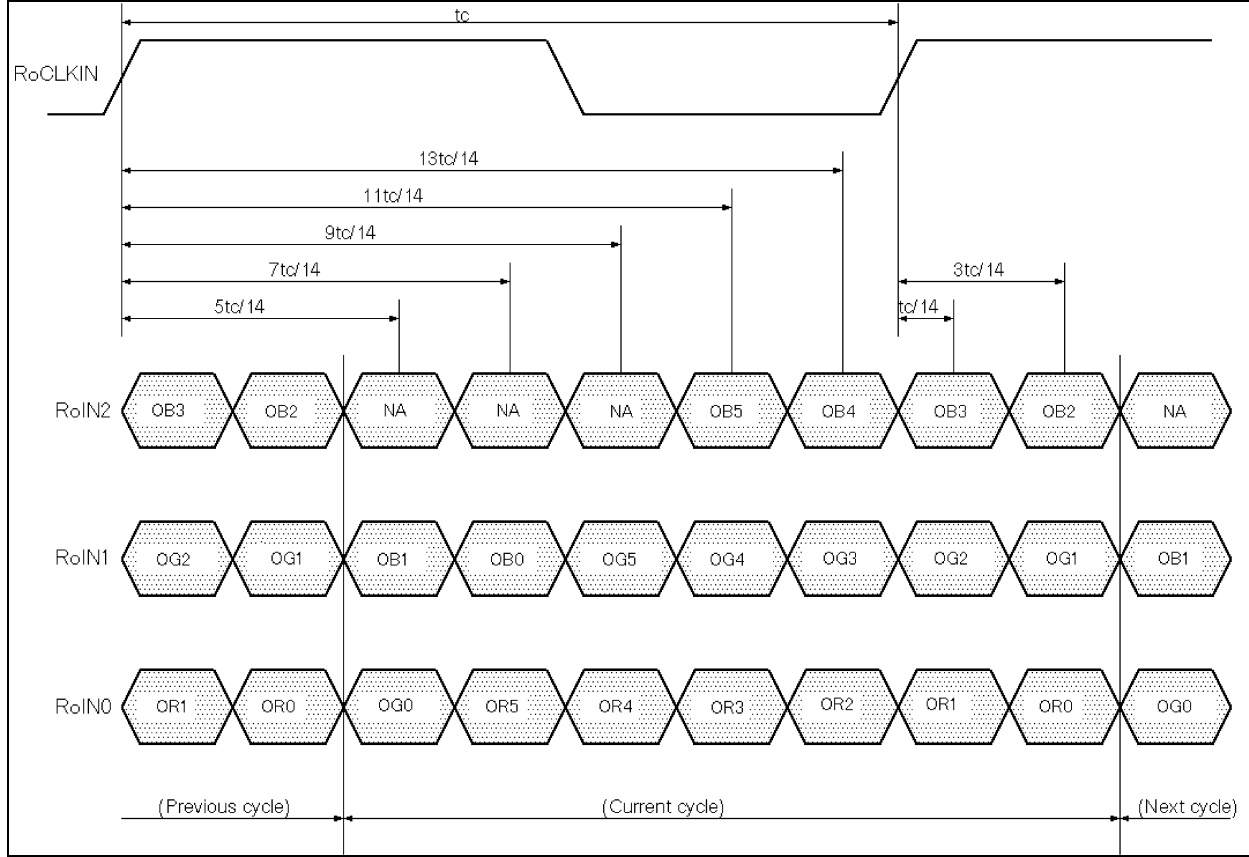 tc
RoCLKIN
13tc/14
11tc/14
9tc/14
7tc/14
3tc/14
5tc/14
tc/14
RoIN2 OB3 OB2 NA NA NA OB5 OB4 OB3 OB2 NA
RoIN1 OG2 OG1 OB1 OB0 OG5 OG4 OG3 OG2 OG1 OB1
RoIN0 OR1 OR0 OG0 OR5 OR4 OR3 OR2 OR1 OR0 OG0
(Previous cycle) (Current cycle) (Next cycle)